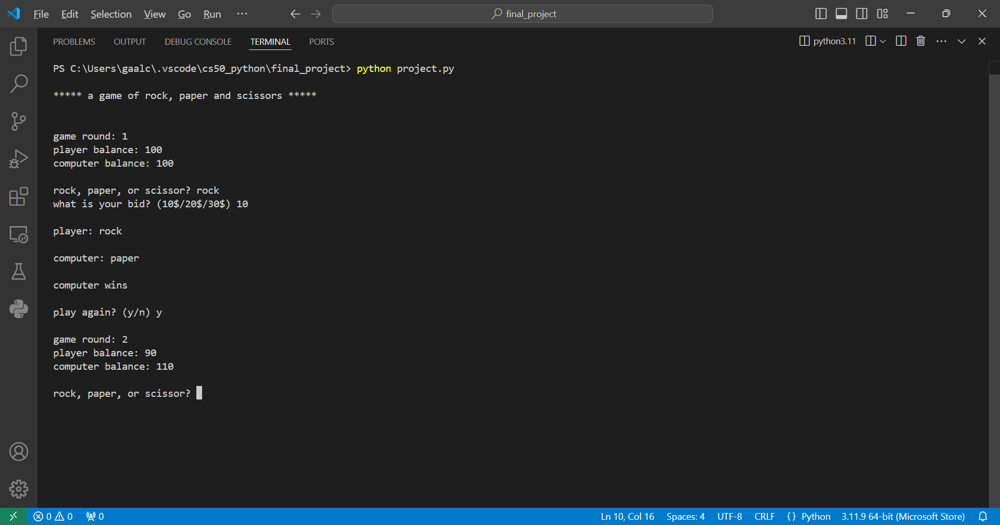 File Edit Selection View Go Run ··· final_project
PROBLEMS OUTPUT DEBUG CONSOLE TERMINAL PORTS python3.11
PS C:\Users\gaalc\.vscode\cs50_python\final_project> python project.py
***** a game of rock, paper and scissors *****
game round: 1
player balance: 100
computer balance: 100
rock, paper, or scissor? rock
what is your bid? (10$/20$/30$) 10
player: rock
computer: paper
computer wins
play again? (y/n) y
game round: 2
player balance: 90
computer balance: 110
rock, paper, or scissor?
0 0 0 Ln 10, Col 16 Spaces: 4 UTF-8 CRLF {} Python 3.11.9 64-bit (Microsoft Store)